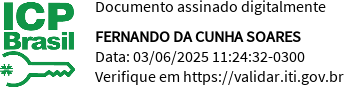 ICP
Brasil
Documento assinado digitalmente
FERNANDO DA CUNHA SOARES
Data: 03/06/2025 11:24:32-0300
Verifique em https://validar.iti.gov.br